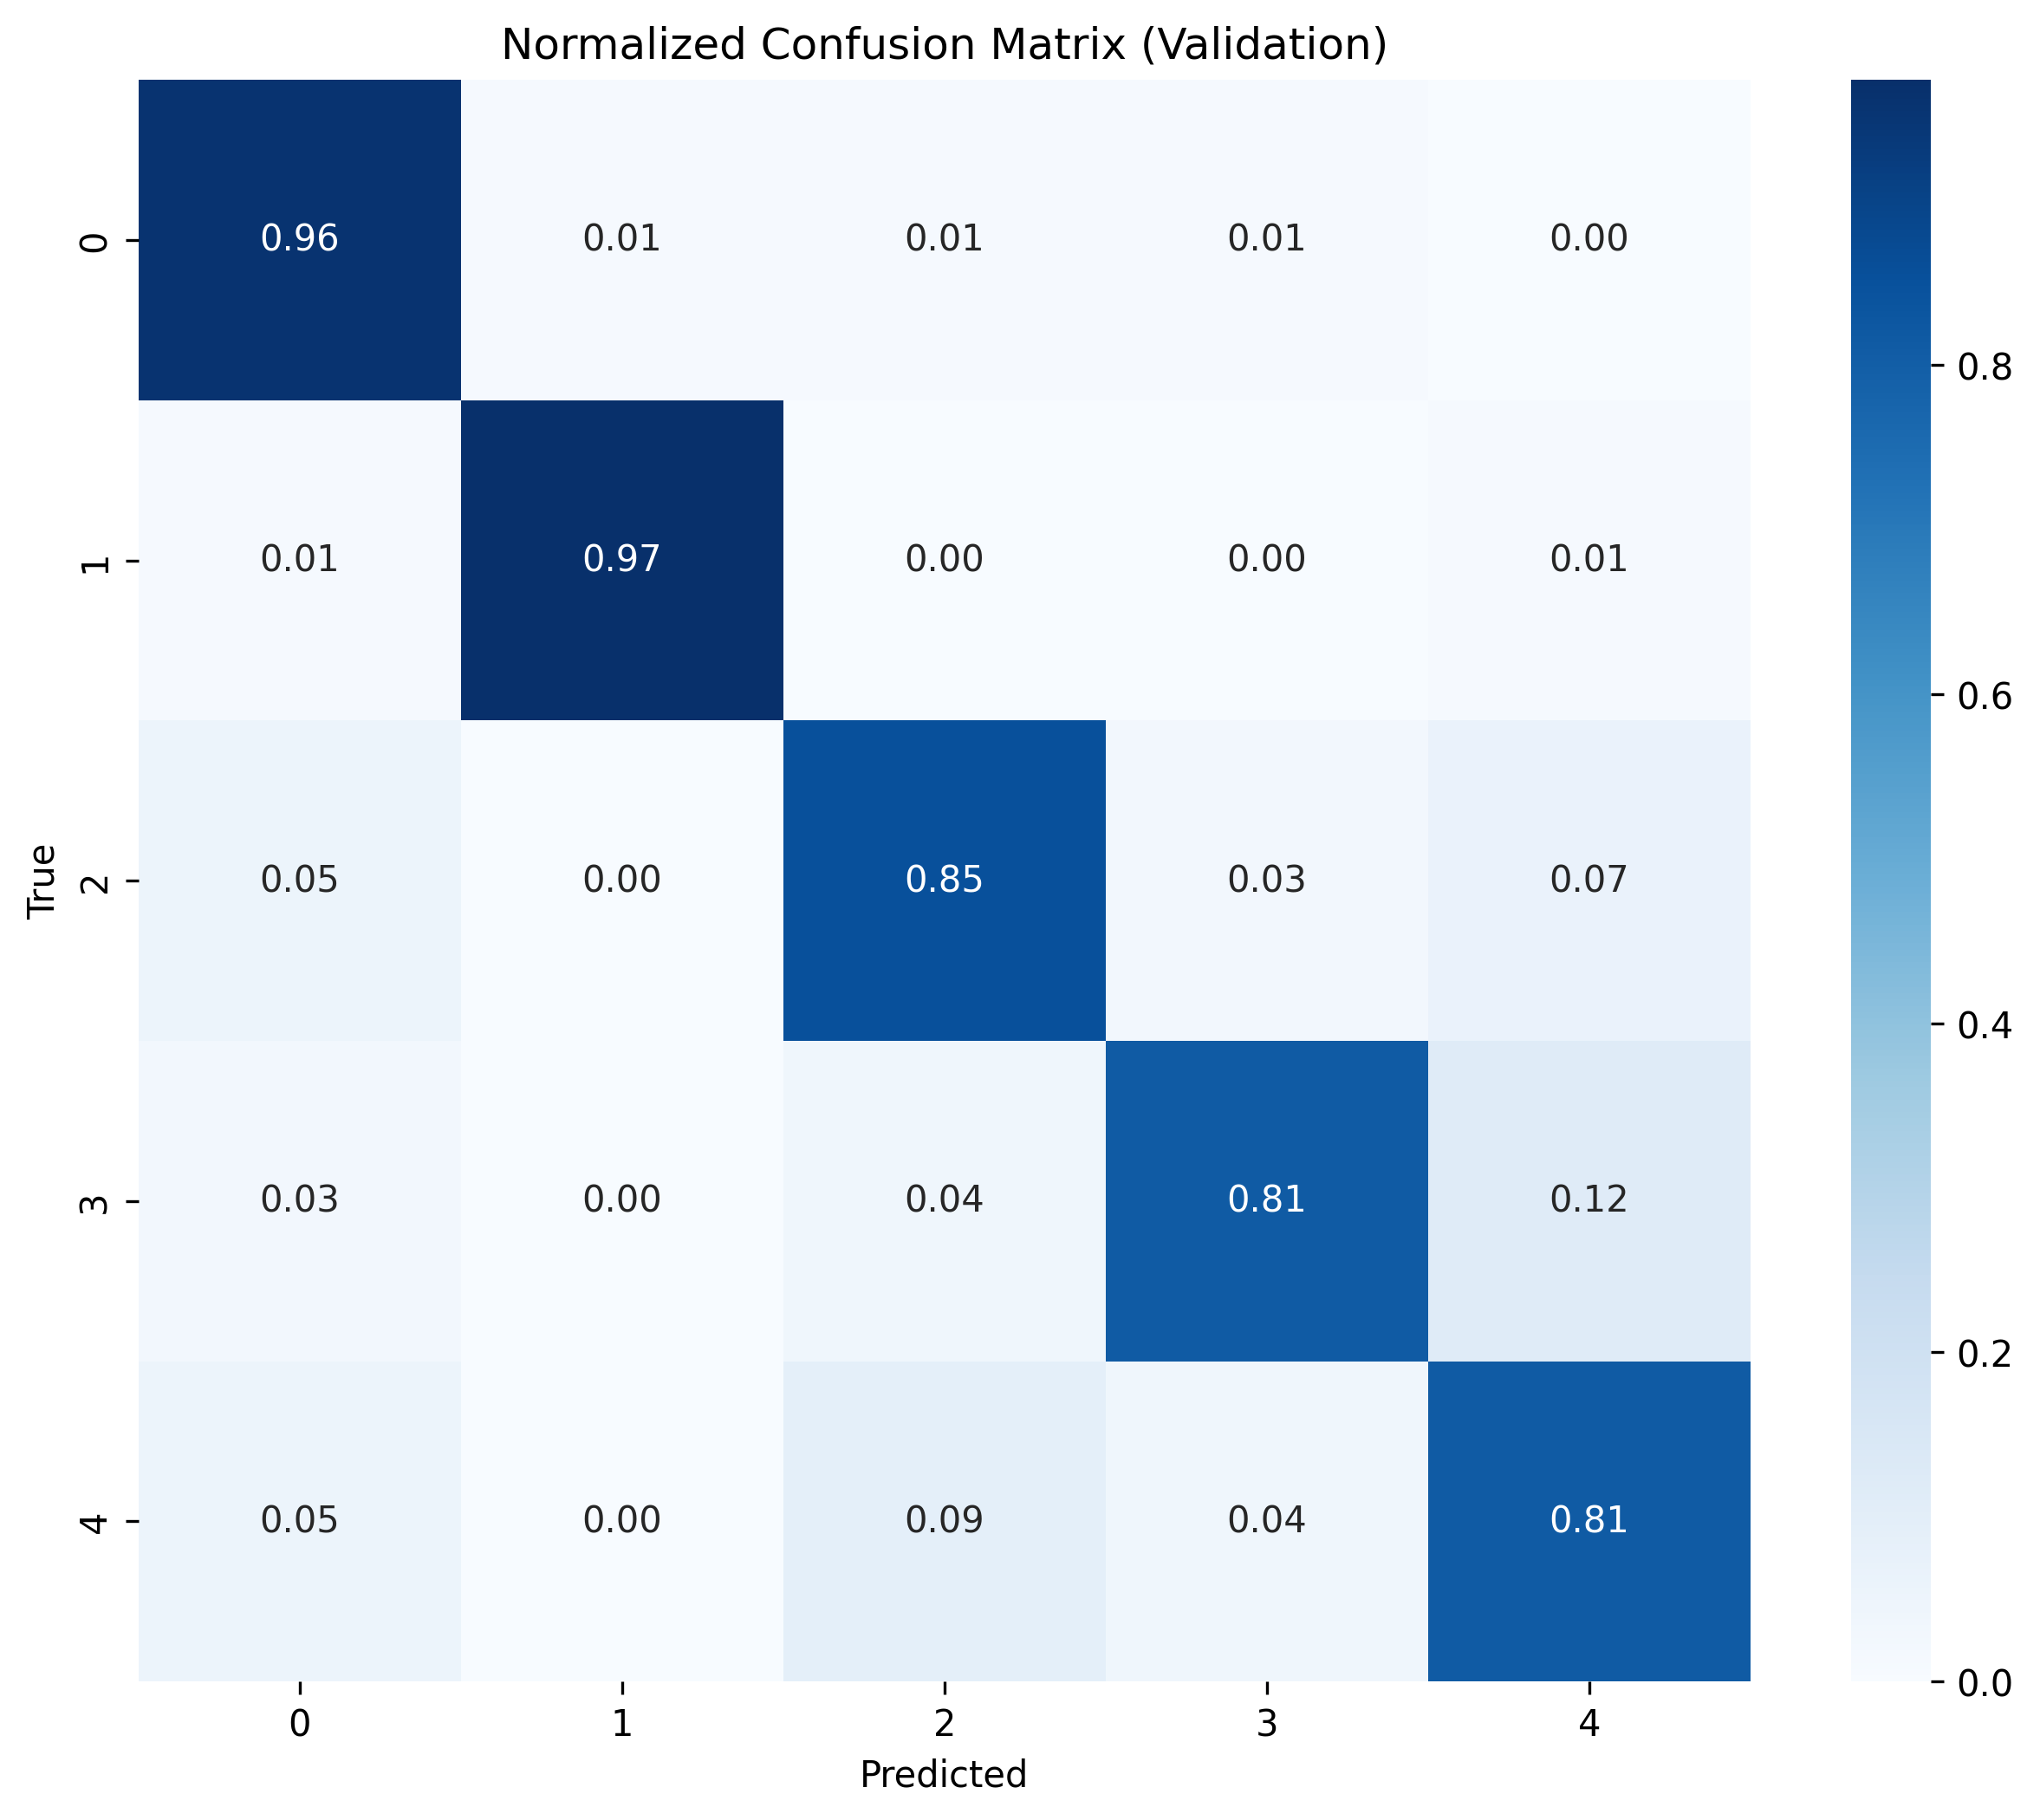 Normalized Confusion Matrix (Validation)
0 0.96 0.01 0.01 0.01 0.00
1 0.01 0.97 0.00 0.00 0.01
2 0.05 0.00 0.85 0.03 0.07
3 0.03 0.00 0.04 0.81 0.12
4 0.05 0.00 0.09 0.04 0.81
0 1 2 3 4
Predicted
True
0.8
0.6
0.4
0.2
0.0